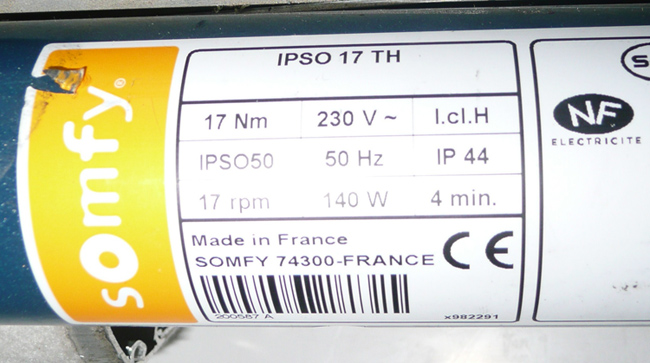 somfy®
IPSO 17 TH
17 Nm 230 V ~ I.cl.H
IPSO50 50 Hz IP 44
17 rpm 140 W 4 min.
Made in France
SOMFY 74300-FRANCE
CE
200587 A x982291
NF
ELECTRICITE
S